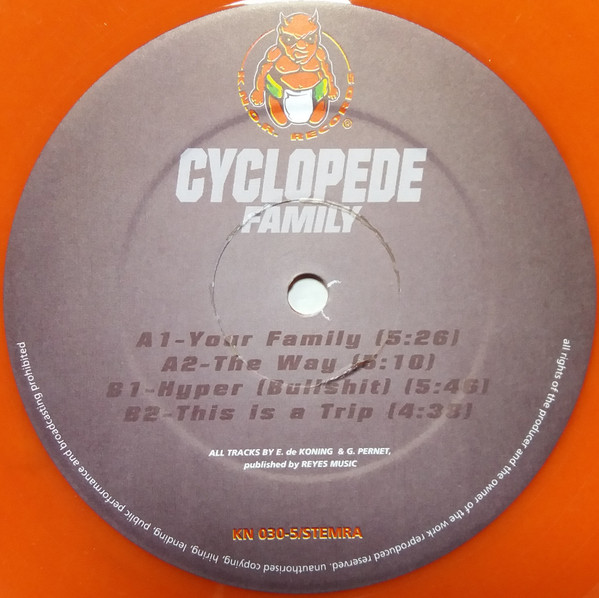 K.N.O.R. RECORDS ®
CYCLOPEDE
FAMILY
A1-Your Family (5:26)
A2-The Way (5:10)
B1-Hyper (Bullshit) (5:46)
B2-This is a Trip (4:33)
ALL TRACKS BY E. de KONING & G. PERNET,
published by REYES MUSIC
KN 030-5/STEMRA
all rights of the producer and the owner of the work reproduced reserved. unauthorised copying, hiring, lending, public performance and broadcasting prohibited